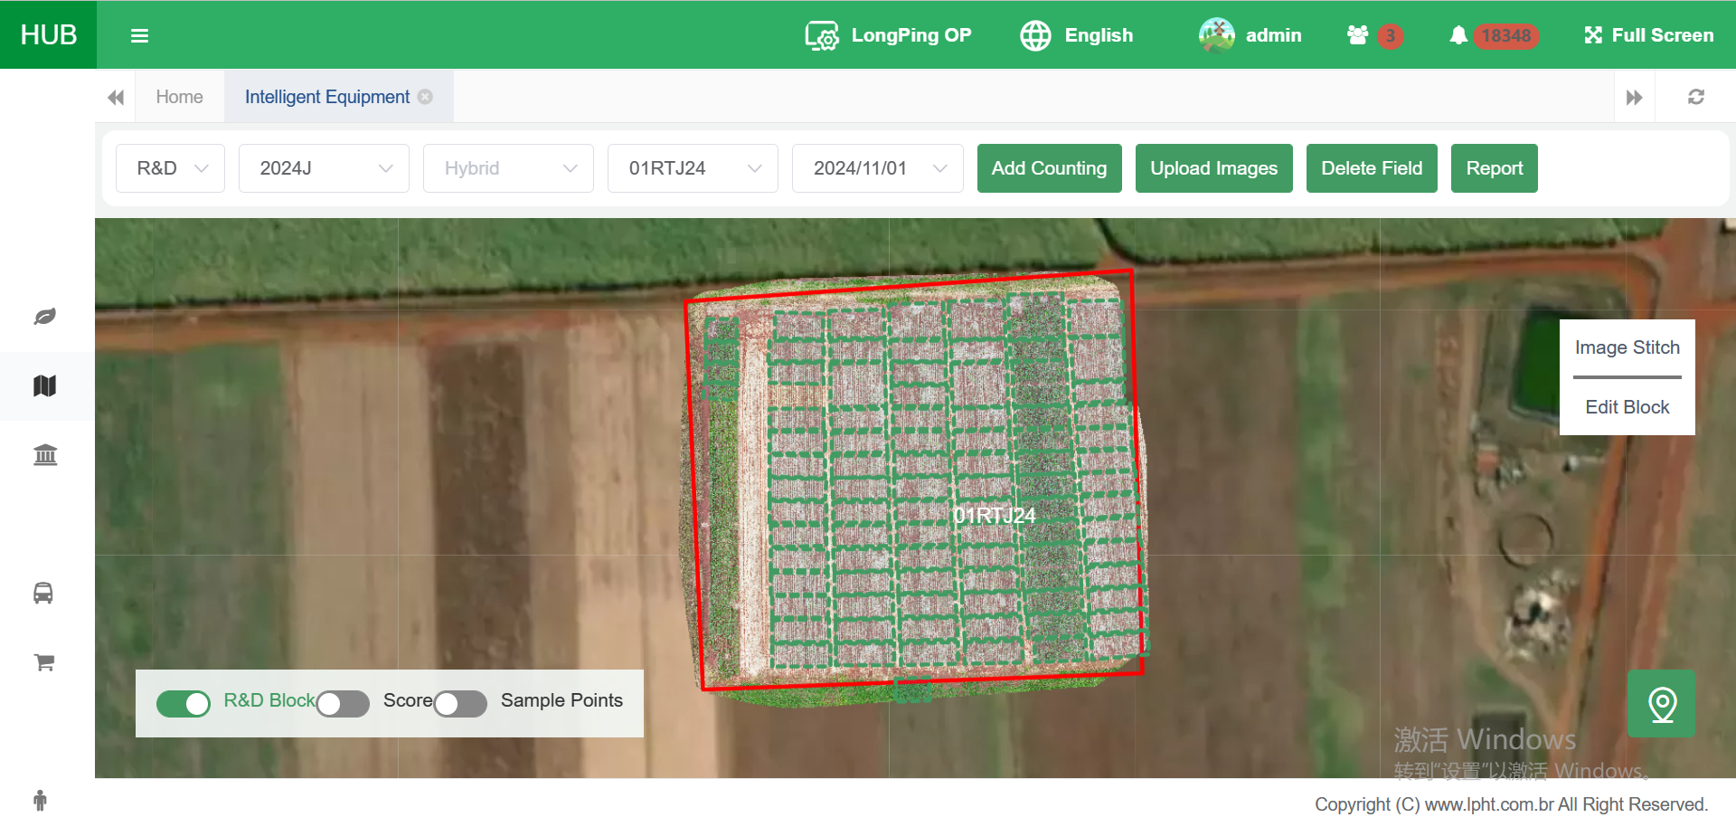 HUB
LongPing OP
English
admin
3
18348
Full Screen
Home
Intelligent Equipment
R&D
2024J
Hybrid
01RTJ24
2024/11/01
Add Counting
Upload Images
Delete Field
Report
Image Stitch
Edit Block
01RTJ24
R&D Block
Score
Sample Points
激活 Windows
转到"设置"以激活 Windows。
Copyright (C) www.lpht.com.br All Right Reserved.